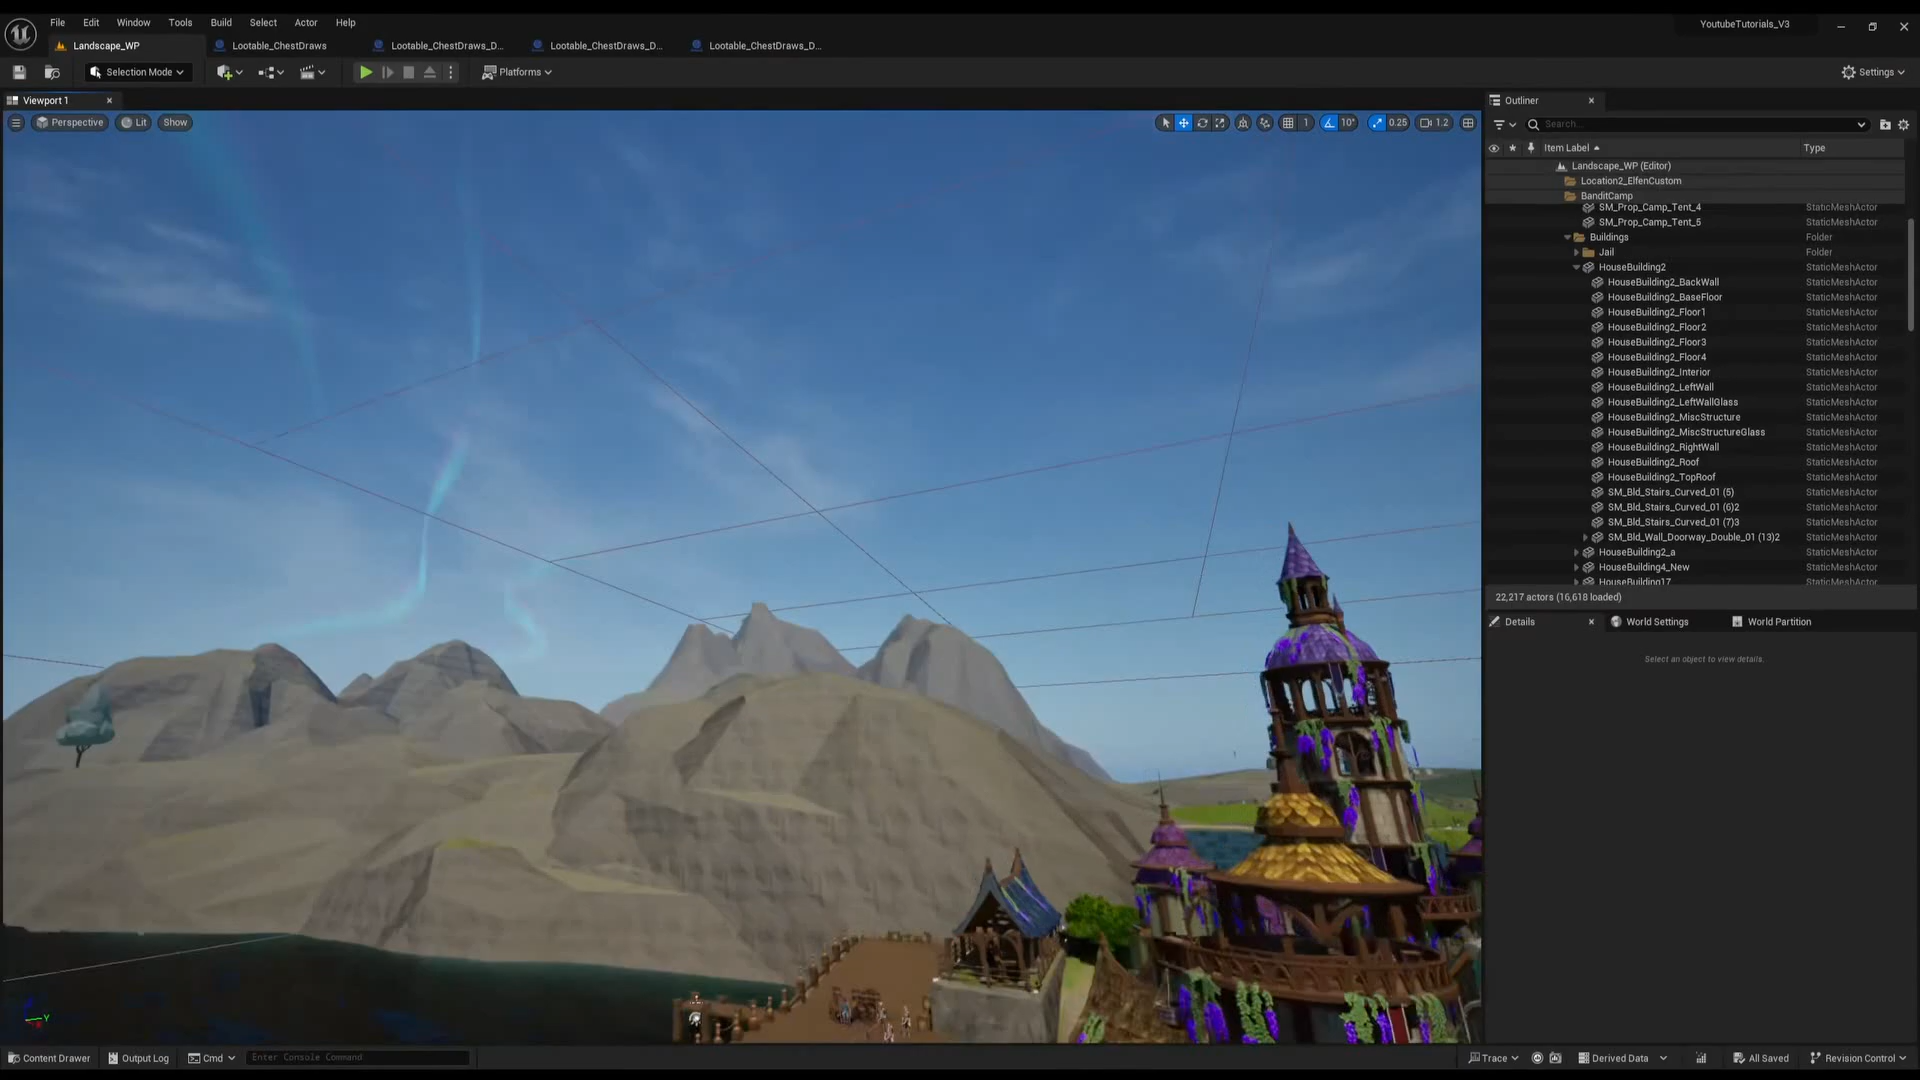 File Edit Window Tools Build Select Actor Help
YoutubeTutorials_V3
Landscape_WP Lootable_ChestDraws Lootable_ChestDraws_D... Lootable_ChestDraws_D... Lootable_ChestDraws_D...
Selection Mode Platforms Settings
Viewport 1
Perspective Lit Show 1 10° 0.25 1.2
Outliner
Search...
Item Label Type
Landscape_WP (Editor)
Location2_ElfenCustom
BanditCamp
SM_Prop_Camp_Tent_4 StaticMeshActor
SM_Prop_Camp_Tent_5 StaticMeshActor
Buildings Folder
Jail Folder
HouseBuilding2 StaticMeshActor
HouseBuilding2_BackWall StaticMeshActor
HouseBuilding2_BaseFloor StaticMeshActor
HouseBuilding2_Floor1 StaticMeshActor
HouseBuilding2_Floor2 StaticMeshActor
HouseBuilding2_Floor3 StaticMeshActor
HouseBuilding2_Floor4 StaticMeshActor
HouseBuilding2_Interior StaticMeshActor
HouseBuilding2_LeftWall StaticMeshActor
HouseBuilding2_LeftWallGlass StaticMeshActor
HouseBuilding2_MiscStructure StaticMeshActor
HouseBuilding2_MiscStructureGlass StaticMeshActor
HouseBuilding2_RightWall StaticMeshActor
HouseBuilding2_Roof StaticMeshActor
HouseBuilding2_TopRoof StaticMeshActor
SM_Bld_Stairs_Curved_01 (5) StaticMeshActor
SM_Bld_Stairs_Curved_01 (6)2 StaticMeshActor
SM_Bld_Stairs_Curved_01 (7)3 StaticMeshActor
SM_Bld_Wall_Doorway_Double_01 (13)2 StaticMeshActor
HouseBuilding2_a StaticMeshActor
HouseBuilding4_New StaticMeshActor
HouseBuilding17 StaticMeshActor
22,217 actors (16,618 loaded)
Details World Settings World Partition
Select an object to view details.
Y
Content Drawer Output Log Cmd Enter Console Command Trace Derived Data All Saved Revision Control